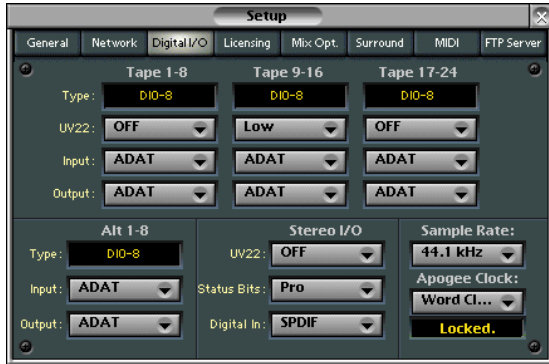 Setup
General Network Digital I/O Licensing Mix Opt. Surround MIDI FTP Server
Tape 1-8 Tape 9-16 Tape 17-24
Type: DIO-8 DIO-8 DIO-8
UV22: OFF Low OFF
Input: ADAT ADAT ADAT
Output: ADAT ADAT ADAT
Alt 1-8 Stereo I/O Sample Rate:
Type: DIO-8 UV22: OFF 44.1 kHz
Apogee Clock:
Input: ADAT Status Bits: Pro Word Cl...
Output: ADAT Digital In: SPDIF Locked.